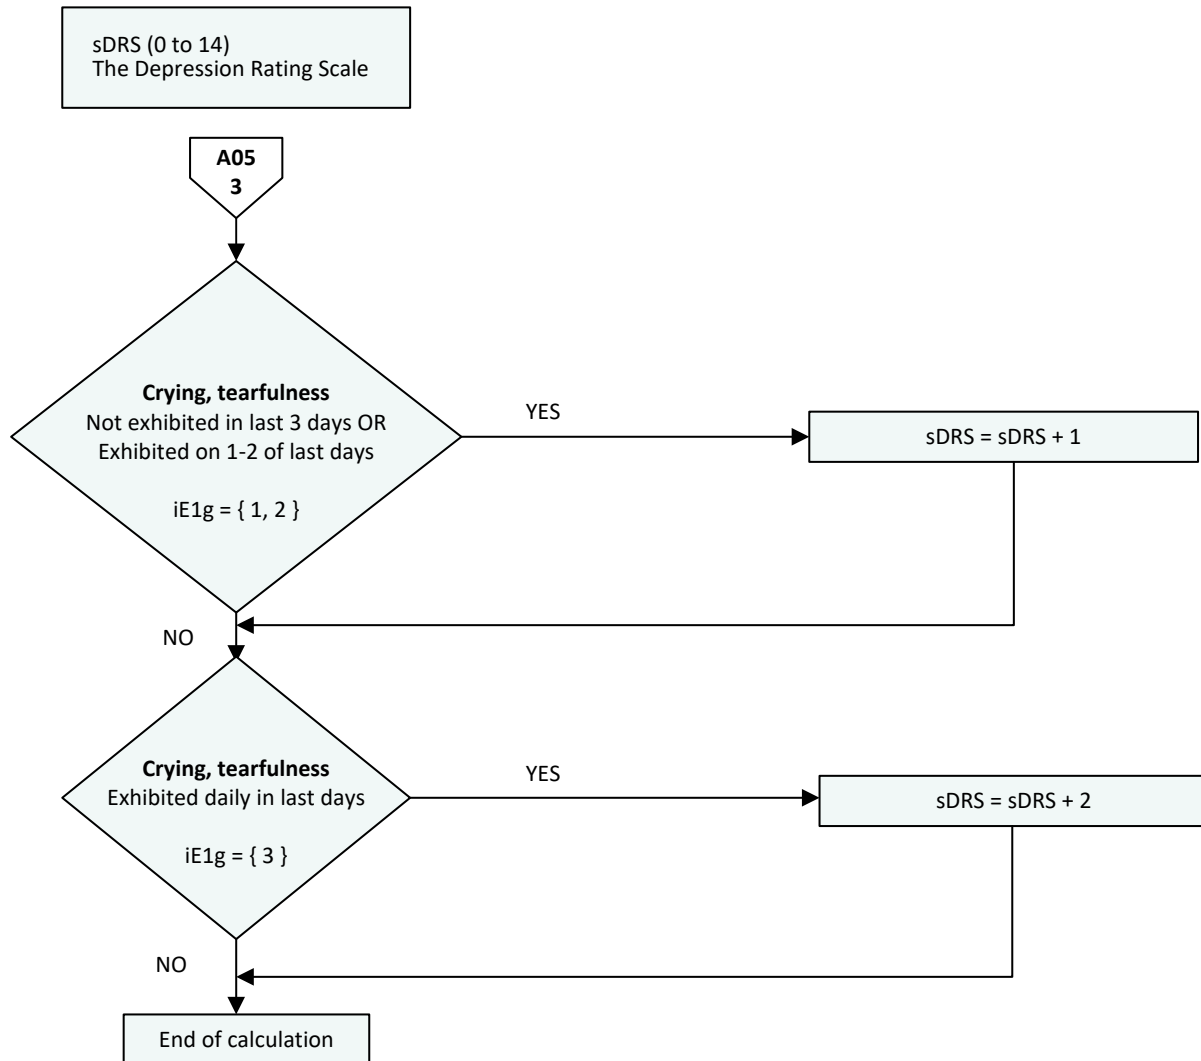 sDRS (0 to 14)
The Depression Rating Scale
A05
3
Crying, tearfulness
Not exhibited in last 3 days OR
Exhibited on 1-2 of last days
iE1g = { 1, 2 }
YES
sDRS = sDRS + 1
NO
Crying, tearfulness
Exhibited daily in last days
iE1g = { 3 }
YES
sDRS = sDRS + 2
NO
End of calculation